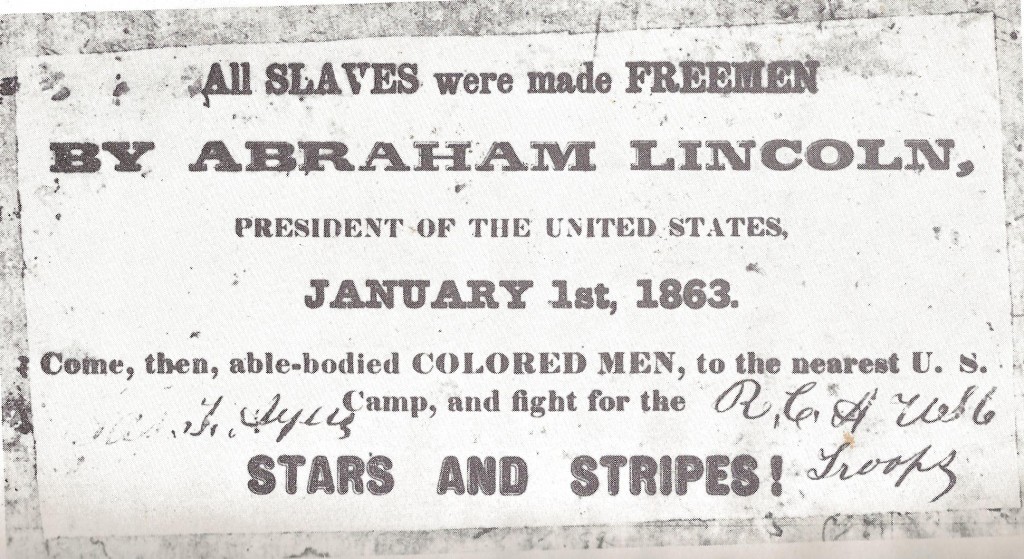 All SLAVES were made FREEMEN
BY ABRAHAM LINCOLN,
PRESIDENT OF THE UNITED STATES,
JANUARY 1st, 1863.
Come, then, able-bodied COLORED MEN, to the nearest U. S.
Camp, and fight for the
STARS AND STRIPES!
Troops